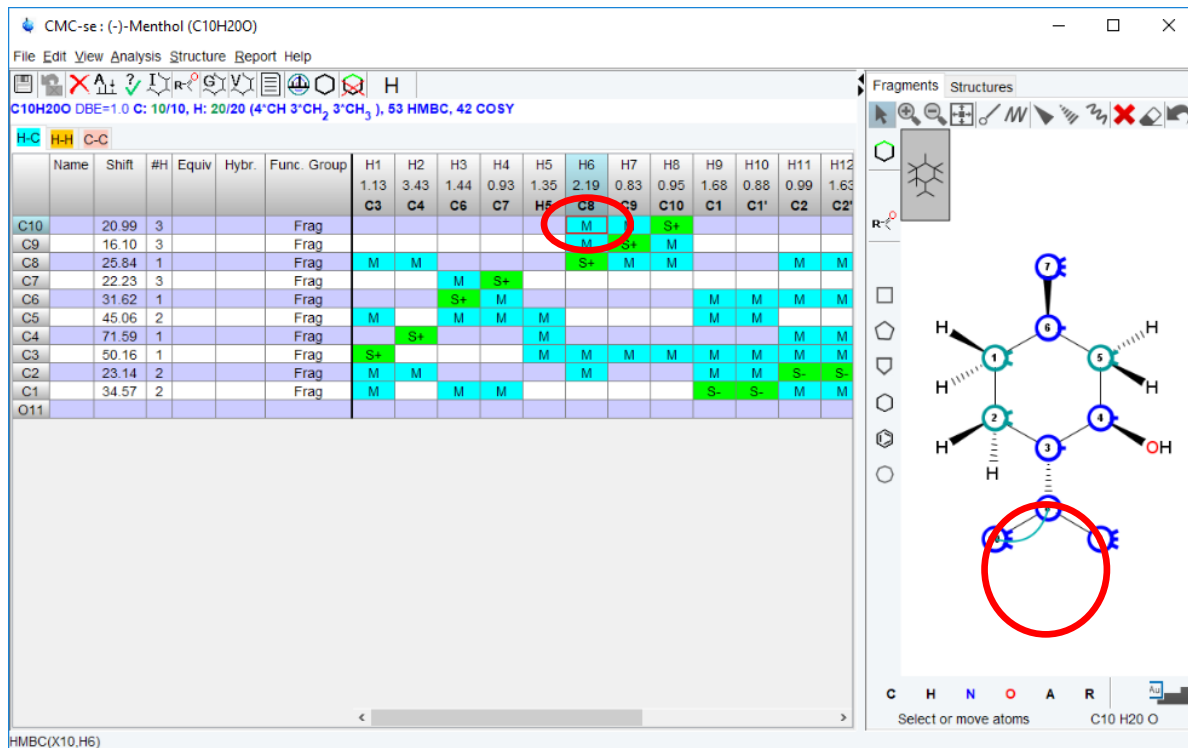 CMC-se: (-)-Menthol (C10H20O)
File Edit View Analysis Structure Report Help
H
C10H20O DBE=1.0 C: 10/10, H: 20/20 (4*CH 3*CH2 3*CH3 ), 53 HMBC, 42 COSY
H-C H-H C-C
Name Shift #H Equiv Hybr. Func. Group H1 H2 H3 H4 H5 H6 H7 H8 H9 H10 H11 H12
1.13 3.43 1.44 0.93 1.35 2.19 0.83 0.95 1.68 0.88 0.99 1.63
C3 C4 C6 C7 H5 C8 C9 C10 C1 C1' C2 C2'
C10 20.99 3 Frag M M S+
C9 16.10 3 Frag M S+ M
C8 25.84 1 Frag M M S+ M M M M
C7 22.23 3 Frag M S+
C6 31.62 1 Frag S+ M M M M M
C5 45.06 2 Frag M M M M M M
C4 71.59 1 Frag S+ M M M
C3 50.16 1 Frag S+ M M M M M M M M
C2 23.14 2 Frag M M M M M S- S-
C1 34.57 2 Frag M M M S- S- M M
O11
Fragments Structures
R-
7
H 6 H
1 5
H H
2 4
H 3 OH
H
C H N O A R Au
Select or move atoms C10 H20 O
HMBC(X10,H6)